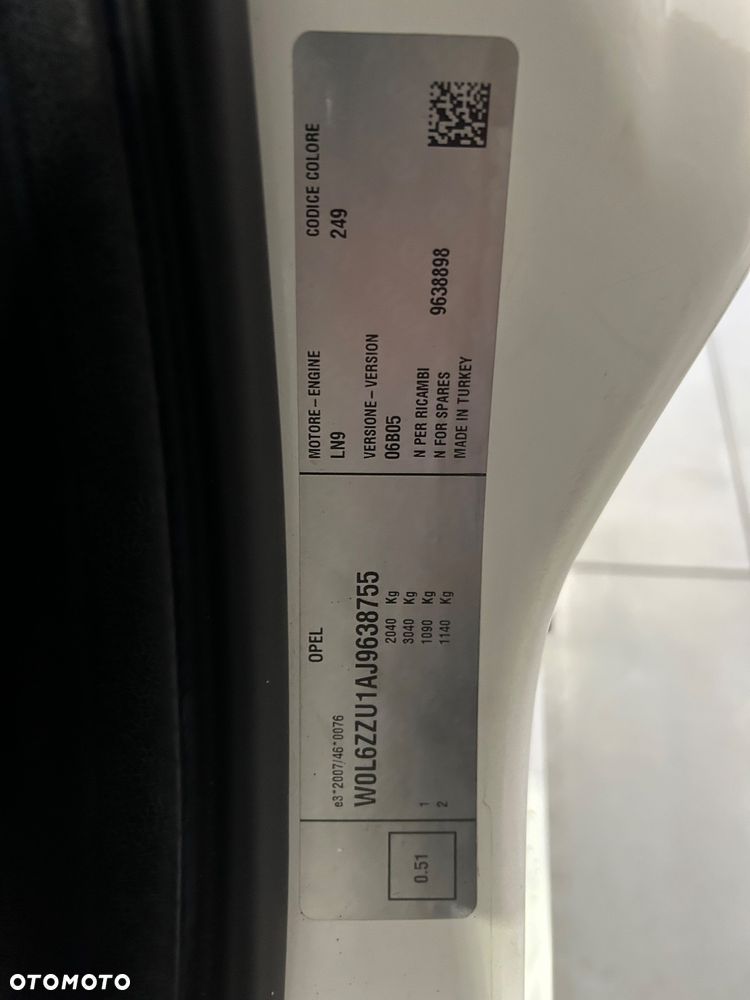 0.51
OPEL
e3*2007/46*0076
W0L6ZZU1AJ9638755
2040 Kg
3040 Kg
1 1090 Kg
2 1140 Kg
MOTORE - ENGINE
LN9
CODICE COLORE
249
VERSIONE - VERSION
06B05
N PER RICAMBI
N FOR SPARES
9638898
MADE IN TURKEY
OTOMOTO